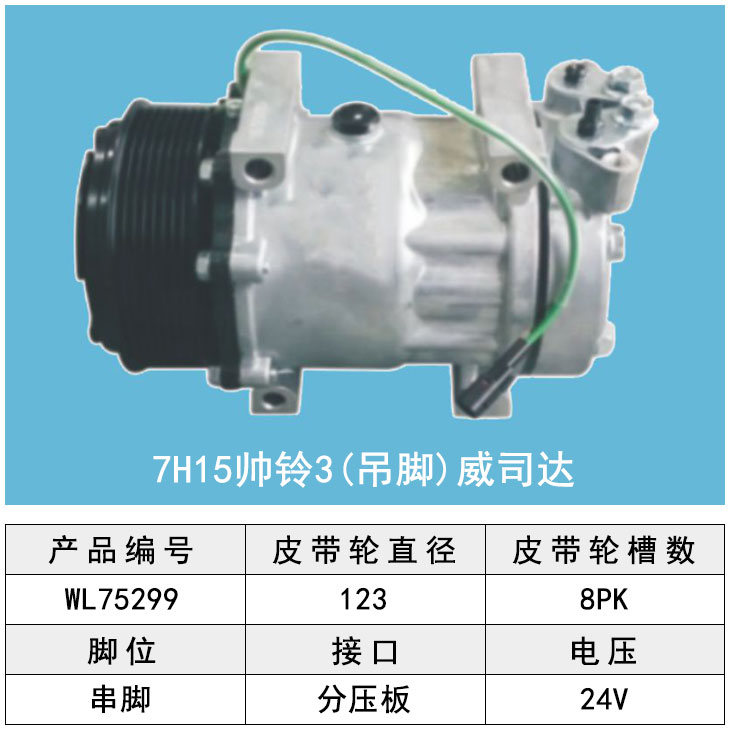 7H15帅铃3(吊脚)威司达
产品编号 皮带轮直径 皮带轮槽数
WL75299 123 8PK
脚位 接口 电压
串脚 分压板 24V